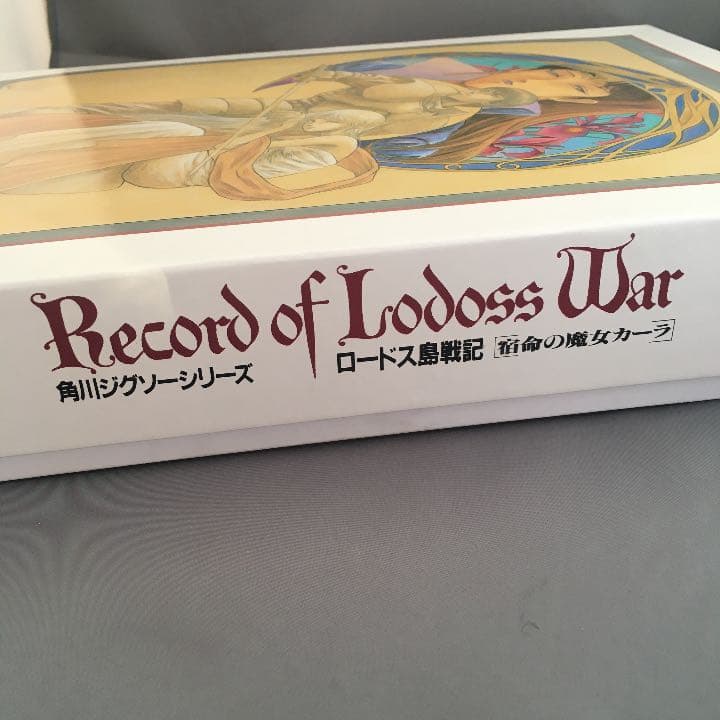 Record of Lodoss War
角川ジグソーシリーズ
ロードス島戦記［宿命の魔女カーラ］